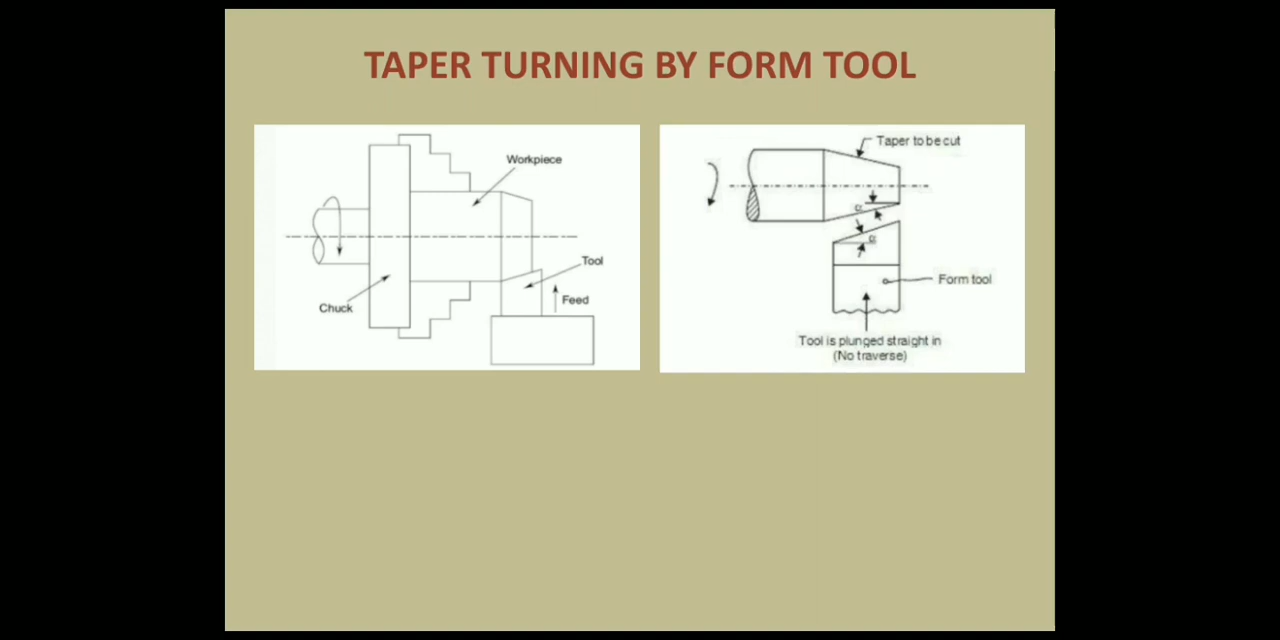 TAPER TURNING BY FORM TOOL
Workpiece
Tool
Feed
Chuck
Taper to be cut
α
α
Form tool
Tool is plunged straight in
(No traverse)